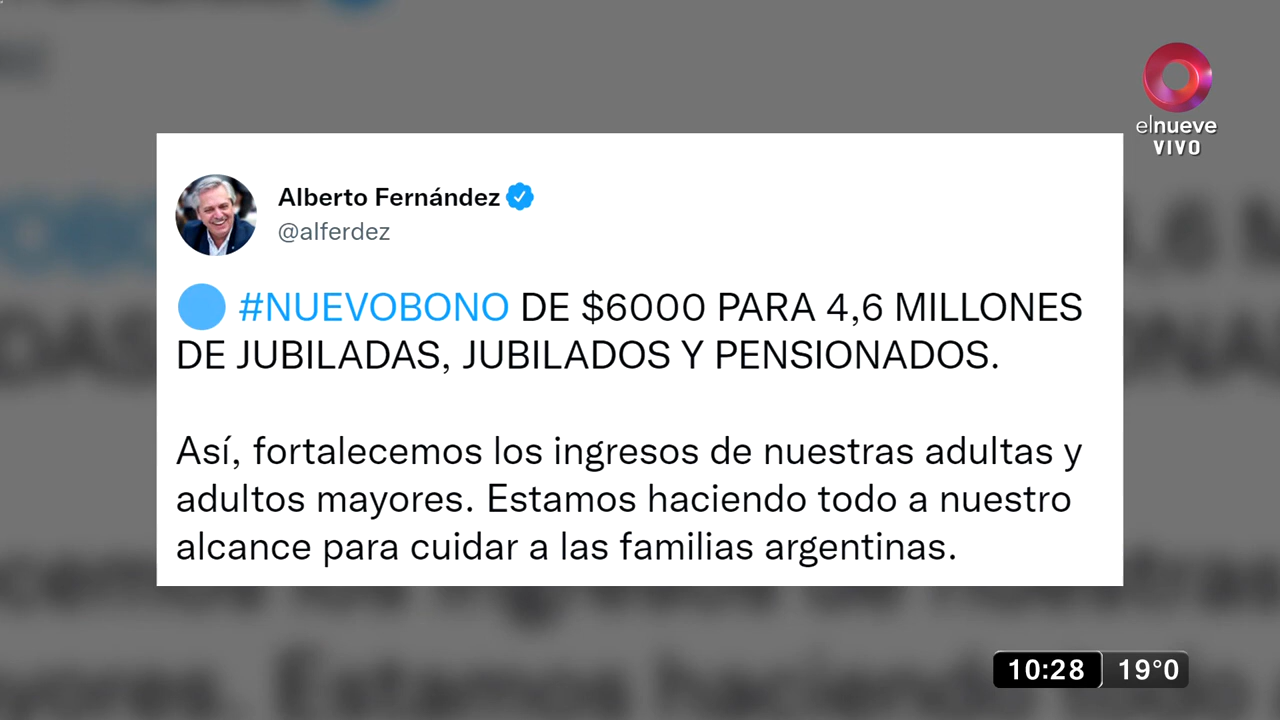 elnueve
VIVO
Alberto Fernández
@alferdez
#NUEVOBONO DE $6000 PARA 4,6 MILLONES
DE JUBILADAS, JUBILADOS Y PENSIONADOS.
Así, fortalecemos los ingresos de nuestras adultas y
adultos mayores. Estamos haciendo todo a nuestro
alcance para cuidar a las familias argentinas.
10:28 19°0